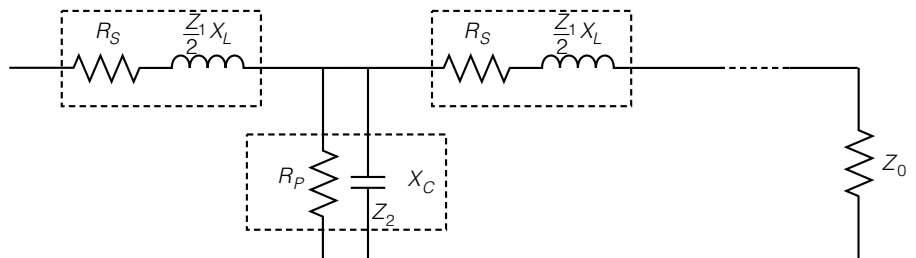 R_S
Z_1/2 X_L
R_S
Z_1/2 X_L
R_P
X_C
Z_2
Z_0